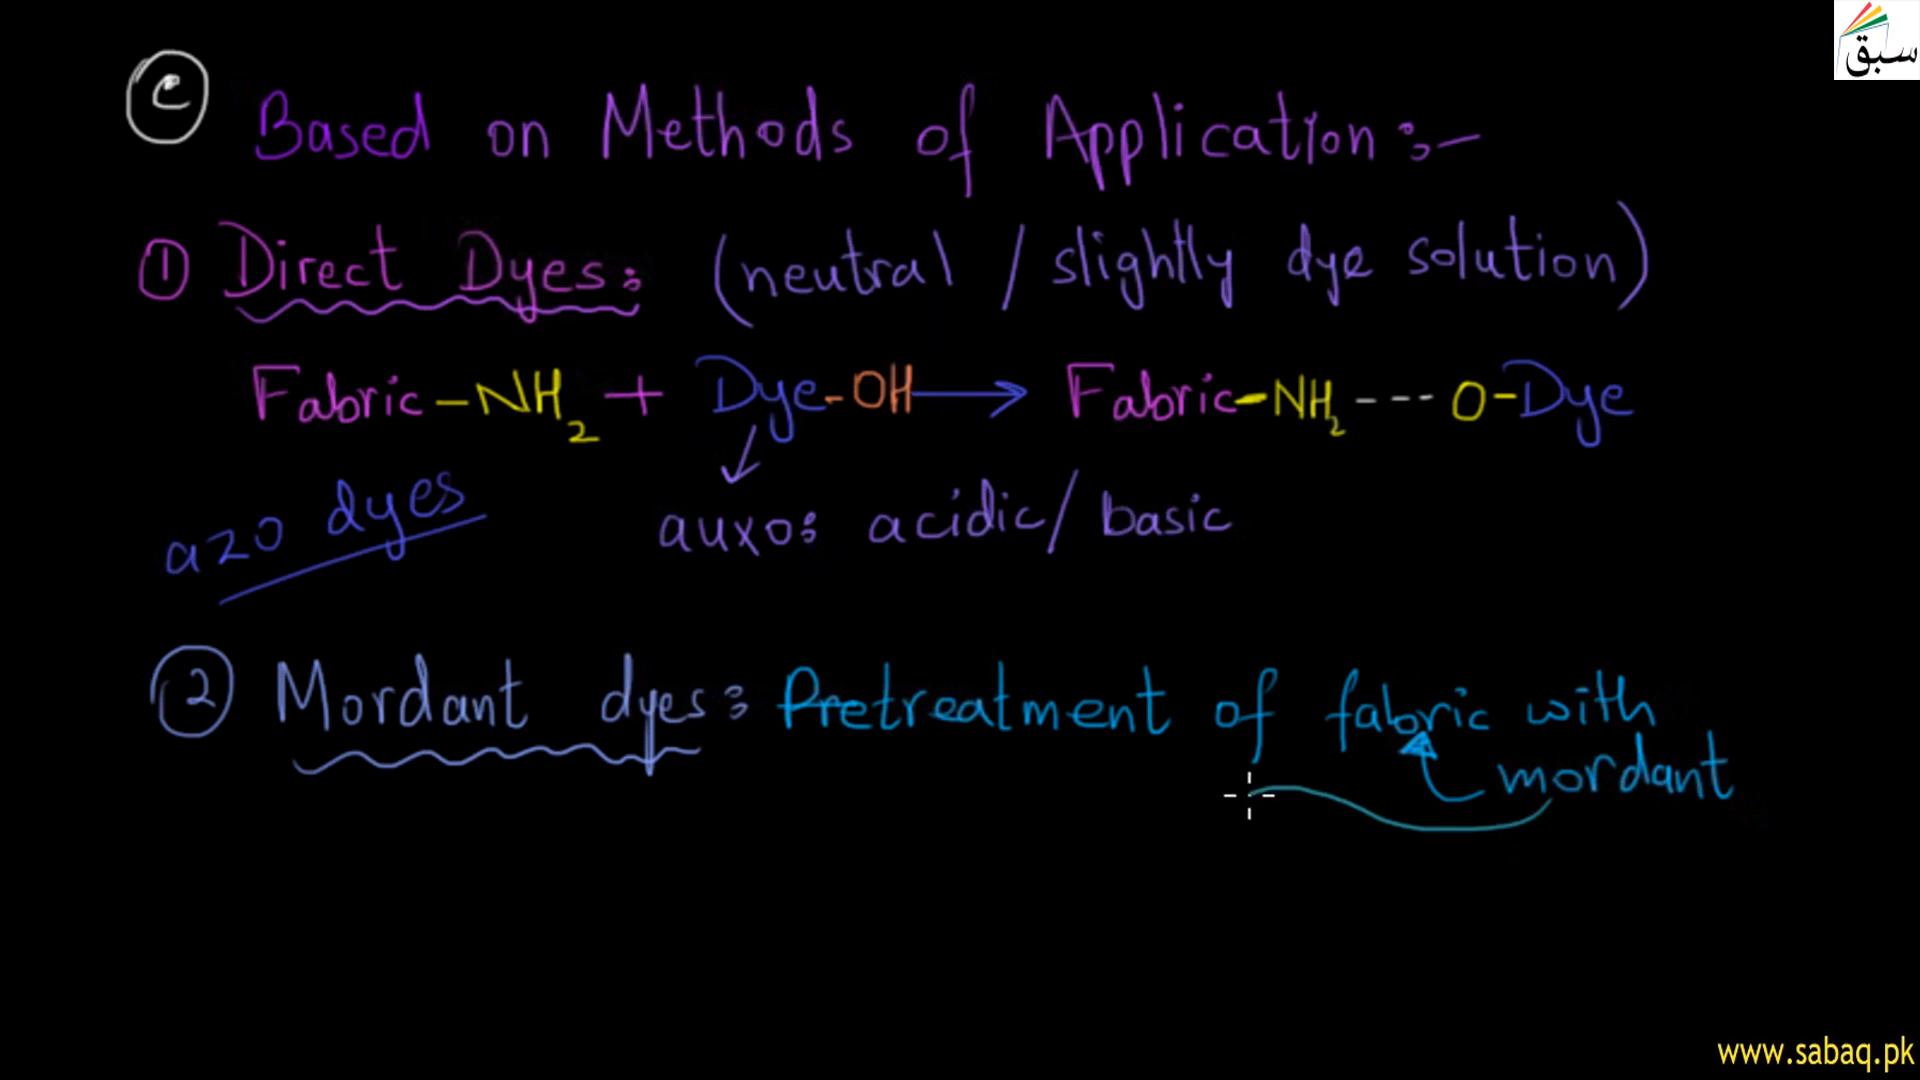 سبق
C Based on Methods of Application :-
1 Direct Dyes: (neutral / slightly dye solution)
Fabric-NH2 + Dye-OH → Fabric-NH2 --- O-Dye
azo dyes auxo: acidic/ basic
2 Mordant dyes: Pretreatment of fabric with
mordant
www.sabaq.pk